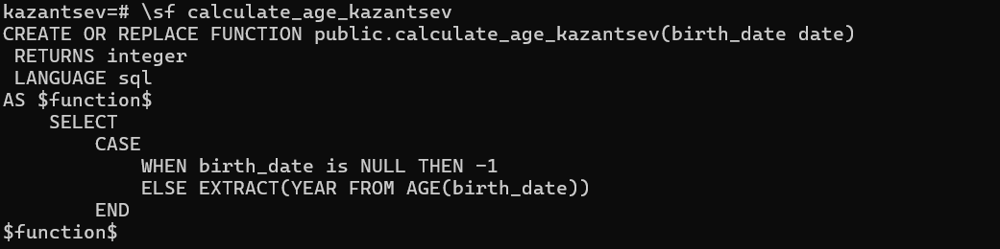 kazantsev=# \sf calculate_age_kazantsev
CREATE OR REPLACE FUNCTION public.calculate_age_kazantsev(birth_date date)
 RETURNS integer
 LANGUAGE sql
AS $function$
    SELECT
        CASE
            WHEN birth_date is NULL THEN -1
            ELSE EXTRACT(YEAR FROM AGE(birth_date))
        END
$function$